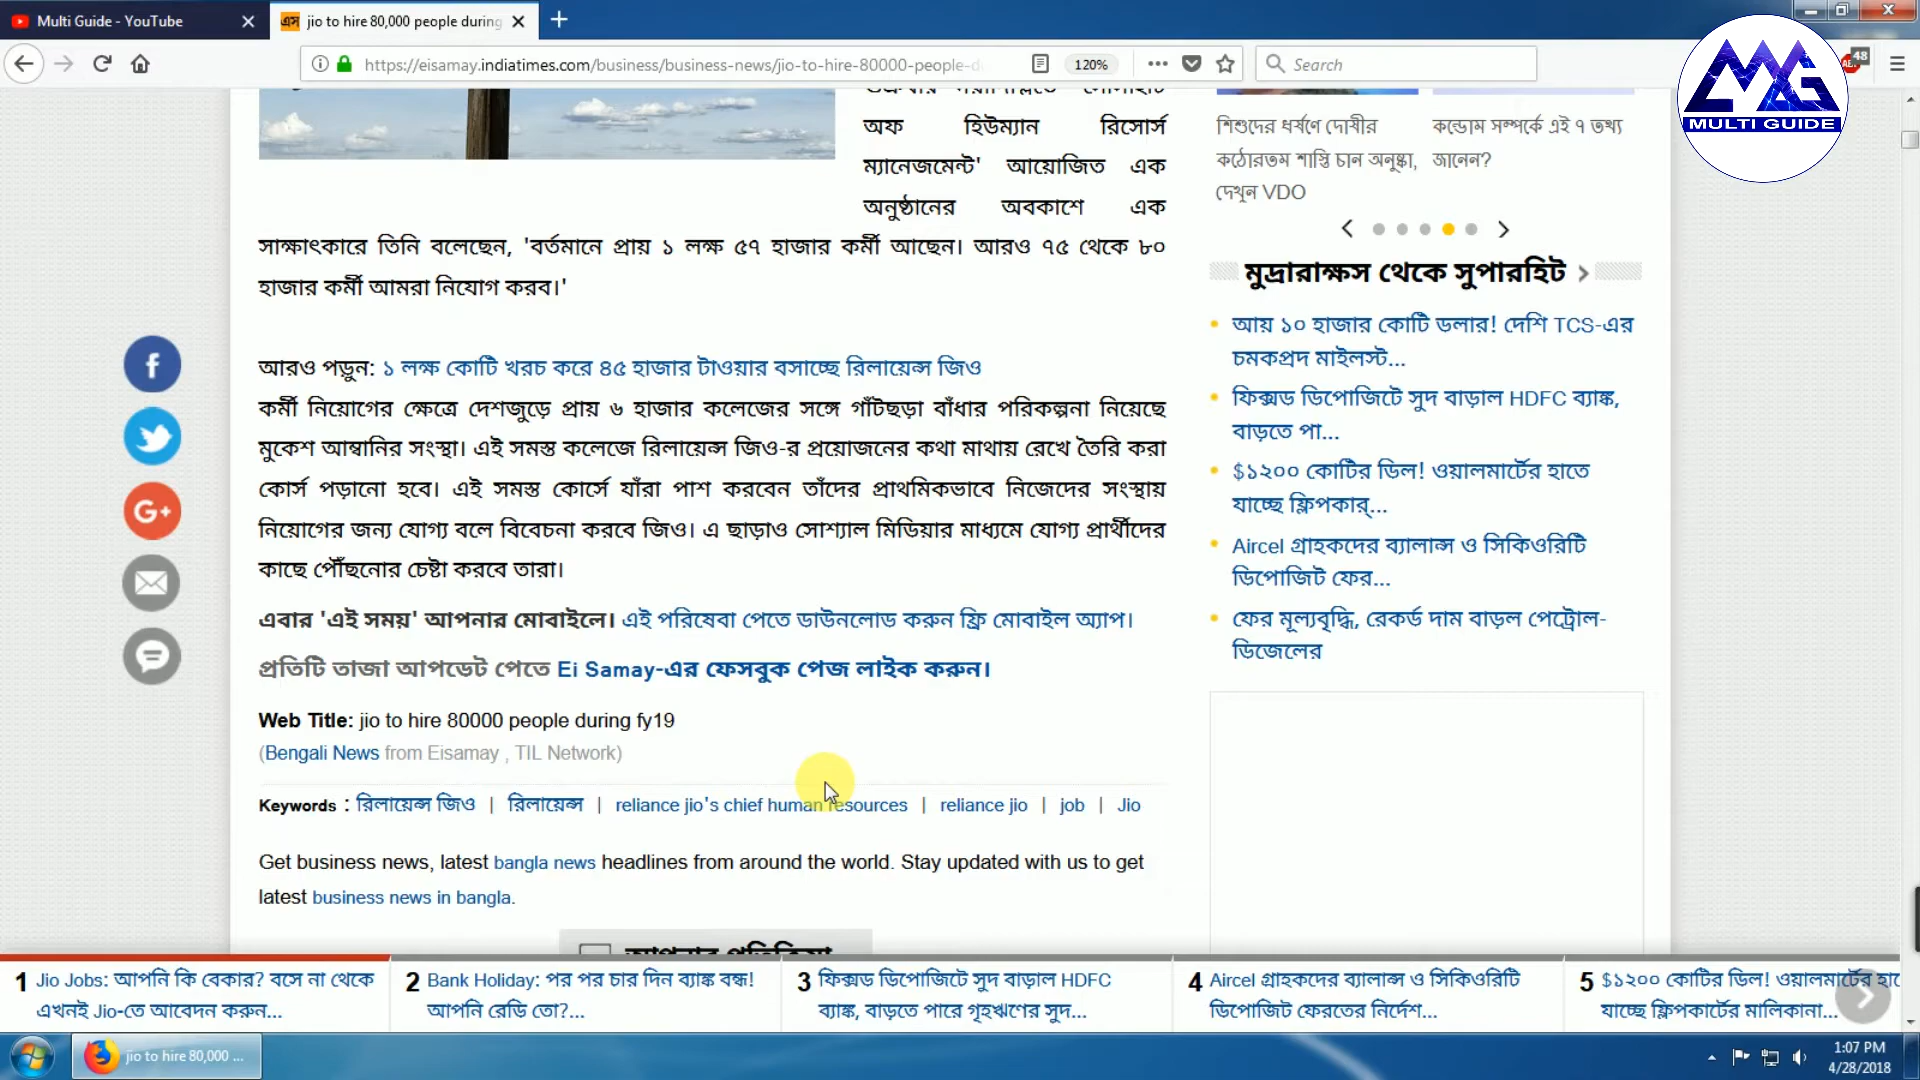 Multi Guide - YouTube
এস jio to hire 80,000 people during
https://eisamay.indiatimes.com/business/business-news/jio-to-hire-80000-people-d
120%
Search
48
MULTI GUIDE
অফ হিউম্যান রিসোর্স
ম্যানেজমেন্ট' আয়োজিত এক
অনুষ্ঠানের অবকাশে এক
সাক্ষাৎকারে তিনি বলেছেন, 'বর্তমানে প্রায় ১ লক্ষ ৫৭ হাজার কর্মী আছেন। আরও ৭৫ থেকে ৮০
হাজার কর্মী আমরা নিযোগ করব।'
আরও পড়ুন: ১ লক্ষ কোটি খরচ করে ৪৫ হাজার টাওয়ার বসাচ্ছে রিলায়েন্স জিও
কর্মী নিয়োগের ক্ষেত্রে দেশজুড়ে প্রায় ৬ হাজার কলেজের সঙ্গে গাঁটছড়া বাঁধার পরিকল্পনা নিয়েছে
মুকেশ আম্বানির সংস্থা। এই সমস্ত কলেজে রিলায়েন্স জিও-র প্রয়োজনের কথা মাথায় রেখে তৈরি করা
কোর্স পড়ানো হবে। এই সমস্ত কোর্সে যাঁরা পাশ করবেন তাঁদের প্রাথমিকভাবে নিজেদের সংস্থায়
নিয়োগের জন্য যোগ্য বলে বিবেচনা করবে জিও। এ ছাড়াও সোশ্যাল মিডিয়ার মাধ্যমে যোগ্য প্রার্থীদের
কাছে পৌঁছনোর চেষ্টা করবে তারা।
এবার 'এই সময়' আপনার মোবাইলে। এই পরিষেবা পেতে ডাউনলোড করুন ফ্রি মোবাইল অ্যাপ।
প্রতিটি তাজা আপডেট পেতে Ei Samay-এর ফেসবুক পেজ লাইক করুন।
Web Title: jio to hire 80000 people during fy19
(Bengali News from Eisamay , TIL Network)
Keywords : রিলায়েন্স জিও | রিলায়েন্স | reliance jio's chief human resources | reliance jio | job | Jio
Get business news, latest bangla news headlines from around the world. Stay updated with us to get
latest business news in bangla.
আপনার প্রতিক্রিয়া
শিশুদের ধর্ষণে দোষীর
কঠোরতম শাস্তি চান অনুষ্কা,
দেখুন VDO
কন্ডোম সম্পর্কে এই ৭ তথ্য
জানেন?
মুদ্রারাক্ষস থেকে সুপারহিট
আয় ১০ হাজার কোটি ডলার! দেশি TCS-এর
চমকপ্রদ মাইলস্ট...
ফিক্সড ডিপোজিটে সুদ বাড়াল HDFC ব্যাঙ্ক,
বাড়তে পা...
$১২০০ কোটির ডিল! ওয়ালমার্টের হাতে
যাচ্ছে ফ্লিপকার্...
Aircel গ্রাহকদের ব্যালান্স ও সিকিওরিটি
ডিপোজিট ফের...
ফের মূল্যবৃদ্ধি, রেকর্ড দাম বাড়ল পেট্রোল-
ডিজেলের
1 Jio Jobs: আপনি কি বেকার? বসে না থেকে
এখনই Jio-তে আবেদন করুন...
2 Bank Holiday: পর পর চার দিন ব্যাঙ্ক বন্ধ!
আপনি রেডি তো?...
3 ফিক্সড ডিপোজিটে সুদ বাড়াল HDFC
ব্যাঙ্ক, বাড়তে পারে গৃহঋণের সুদ...
4 Aircel গ্রাহকদের ব্যালান্স ও সিকিওরিটি
ডিপোজিট ফেরতের নির্দেশ...
5 $১২০০ কোটির ডিল! ওয়ালমার্টের হাতে
যাচ্ছে ফ্লিপকার্টের মালিকানা...
jio to hire 80,000 ...
1:07 PM
4/28/2018